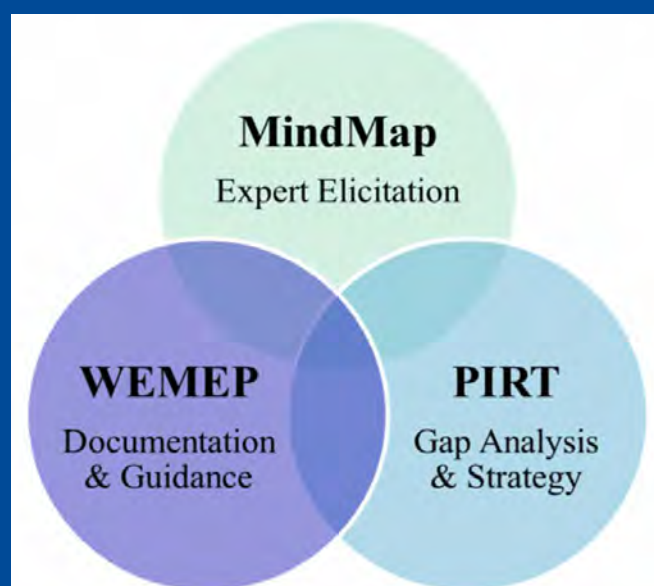 MindMap
Expert Elicitation
WEMEP
Documentation
& Guidance
PIRT
Gap Analysis
& Strategy